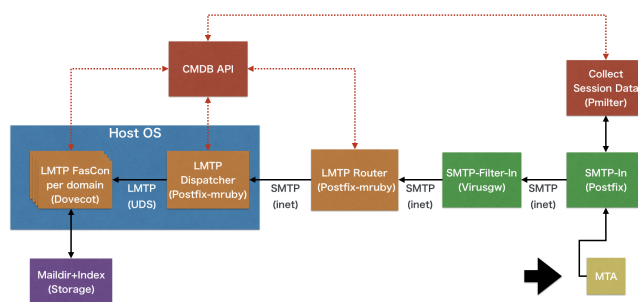 CMDB API
Collect
Session Data
(Pmilter)
Host OS
LMTP FasCon
per domain
(Dovecot)
LMTP
(UDS)
LMTP
Dispatcher
(Postfix-mruby)
SMTP
(inet)
LMTP Router
(Postfix-mruby)
SMTP
(inet)
SMTP-Filter-In
(Virusgw)
SMTP
(inet)
SMTP-In
(Postfix)
Maildir+Index
(Storage)
MTA